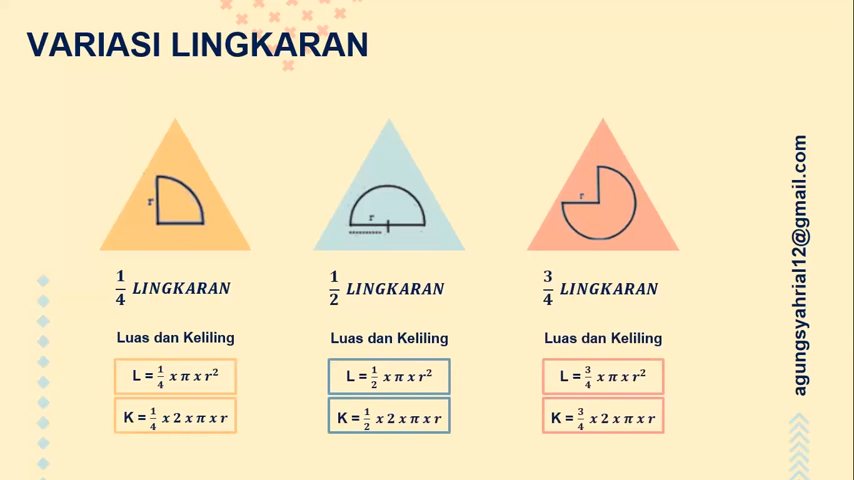 VARIASI LINGKARAN
r
r
r
1/4 LINGKARAN
1/2 LINGKARAN
3/4 LINGKARAN
Luas dan Keliling
Luas dan Keliling
Luas dan Keliling
L = 1/4 x π x r²
L = 1/2 x π x r²
L = 3/4 x π x r²
K = 1/4 x 2 x π x r
K = 1/2 x 2 x π x r
K = 3/4 x 2 x π x r
agungsyahrial12@gmail.com